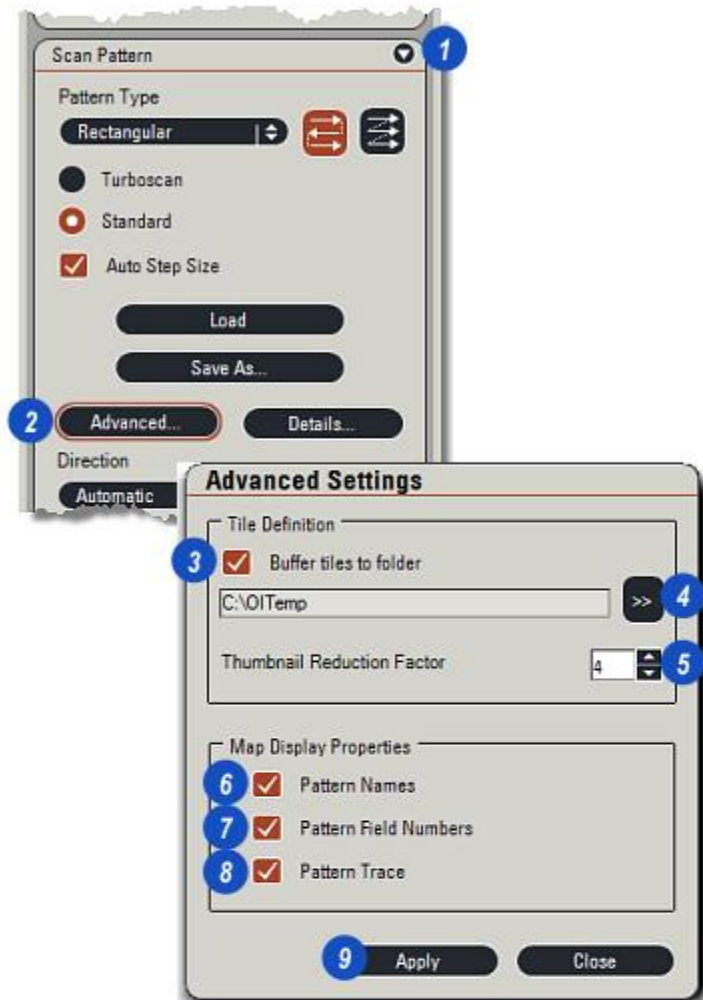 Scan Pattern
1
Pattern Type
Rectangular
Turboscan
Standard
Auto Step Size
Load
Save As...
2 Advanced... Details...
Direction
Automatic
Advanced Settings
Tile Definition
3 Buffer tiles to folder
C:\OITemp >> 4
Thumbnail Reduction Factor 4 5
Map Display Properties
6 Pattern Names
7 Pattern Field Numbers
8 Pattern Trace
9 Apply Close